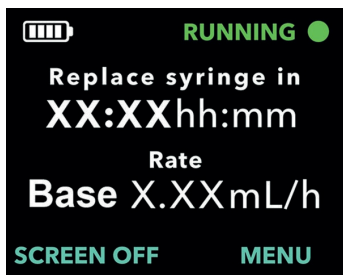 RUNNING
Replace syringe in
XX:XXhh:mm
Rate
Base X.XXmL/h
SCREEN OFF MENU